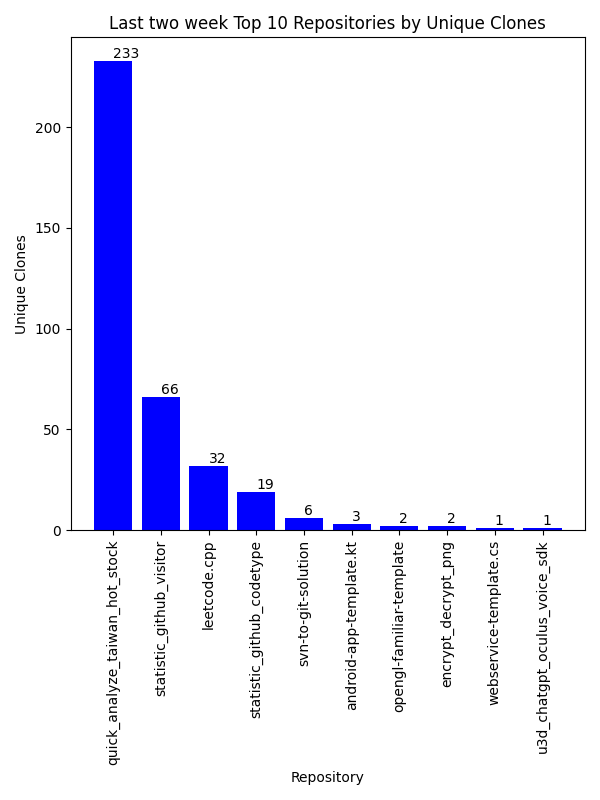 Last two week Top 10 Repositories by Unique Clones
Unique Clones
200
150
100
50
0
233
66
32
19
6
3
2
2
1
1
quick_analyze_taiwan_hot_stock
statistic_github_visitor
leetcode.cpp
statistic_github_codetype
svn-to-git-solution
android-app-template.kt
opengl-familiar-template
encrypt_decrypt_png
webservice-template.cs
u3d_chatgpt_oculus_voice_sdk
Repository